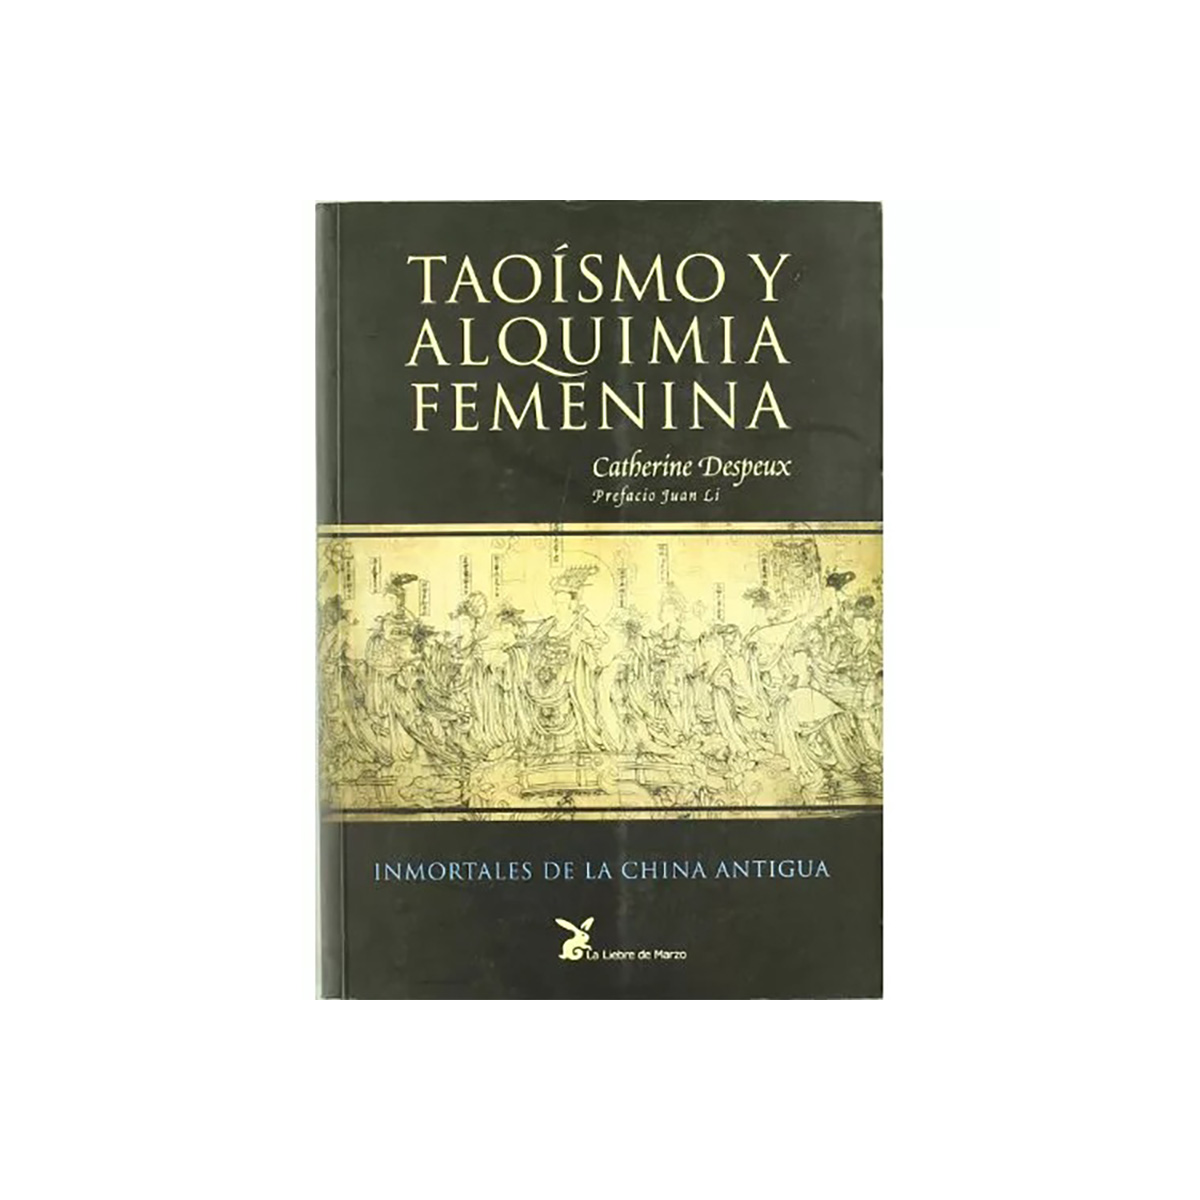 TAOÍSMO Y
ALQUIMIA
FEMENINA
Catherine Despeux
Prefacio Juan Li
INMORTALES DE LA CHINA ANTIGUA
La Liebre de Marzo